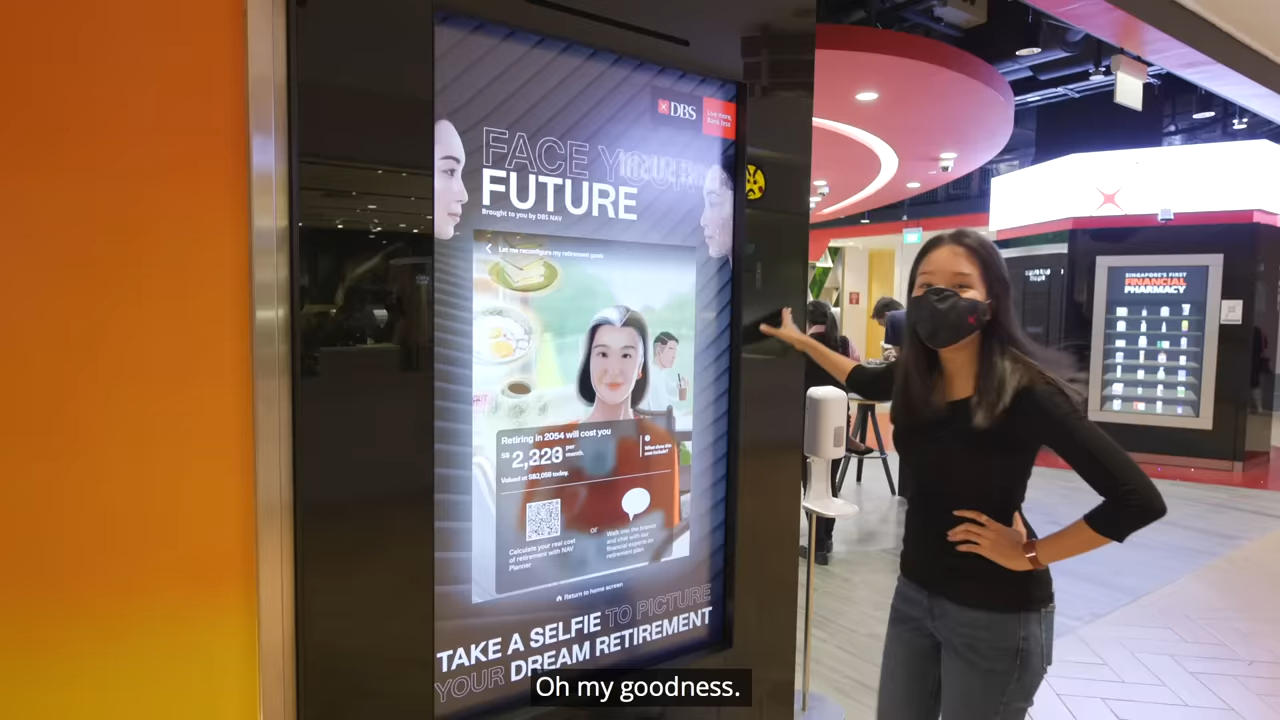 DBS
Live more,
Bank less
FACE YOUR
FUTURE
Brought to you by DBS NAV
Let me reconfigure my retirement goals
Retiring in 2054 will cost you
S$ per
month.
Valued at today.
What does this
cost include?
or
Calculate your real cost
of retirement with NAV
Planner
Walk into the branch
and chat with our
financial experts on
retirement plan
Return to home screen
TAKE A SELFIE TO PICTURE
YOUR DREAM RETIREMENT
SINGAPORE'S FIRST
FINANCIAL
PHARMACY
Oh my goodness.